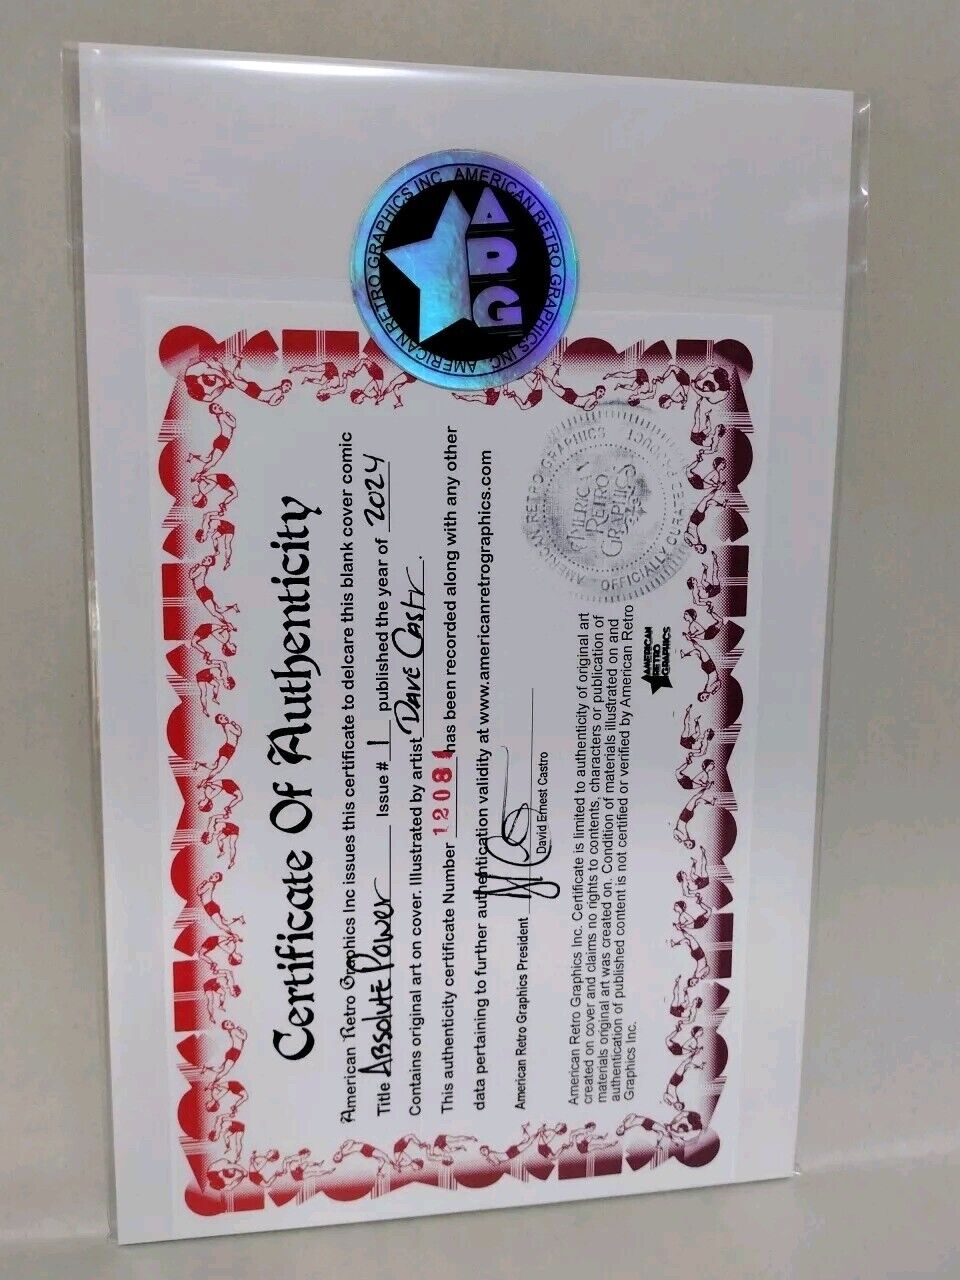 AMERICAN RETRO GRAPHICS INC. AMERICAN RETRO GRAPHICS INC.
ARG
Certificate Of Authenticity
American Retro Graphics Inc issues this certificate to delcare this blank cover comic
Title Absolute Power Issue # 1 published the year of 2024
Contains original art on cover. Illustrated by artist Dave Castr.
This authenticity certificate Number 12081 has been recorded along with any other
data pertaining to further authentication validity at www.americanretrographics.com
American Retro Graphics President
David Ernest Castro
American Retro Graphics Inc. Certificate is limited to authenticity of original art
created on cover and claims no rights to contents, characters or publication of
materials original art was created on. Condition of materials illustrated on and
authentication of published content is not certified or verified by American Retro
Graphics Inc.
AMERICAN
RETRO
GRAPHICS
AMERICAN RETRO GRAPHICS
OFFICIALLY CURATED PRODUCT
AMERICAN
RETRO
GRAPHICS